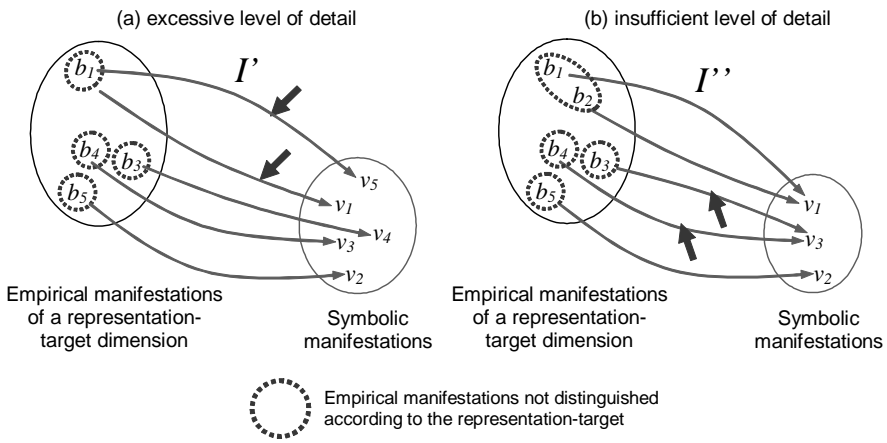 (a) excessive level of detail
I'
b1
b4
b3
b5
v5
v1
v4
v3
v2
Empirical manifestations
of a representation-
target dimension
Symbolic
manifestations
(b) insufficient level of detail
I''
b1
b2
b4
b3
b5
v1
v3
v2
Empirical manifestations
of a representation-
target dimension
Symbolic
manifestations
Empirical manifestations not distinguished
according to the representation-target